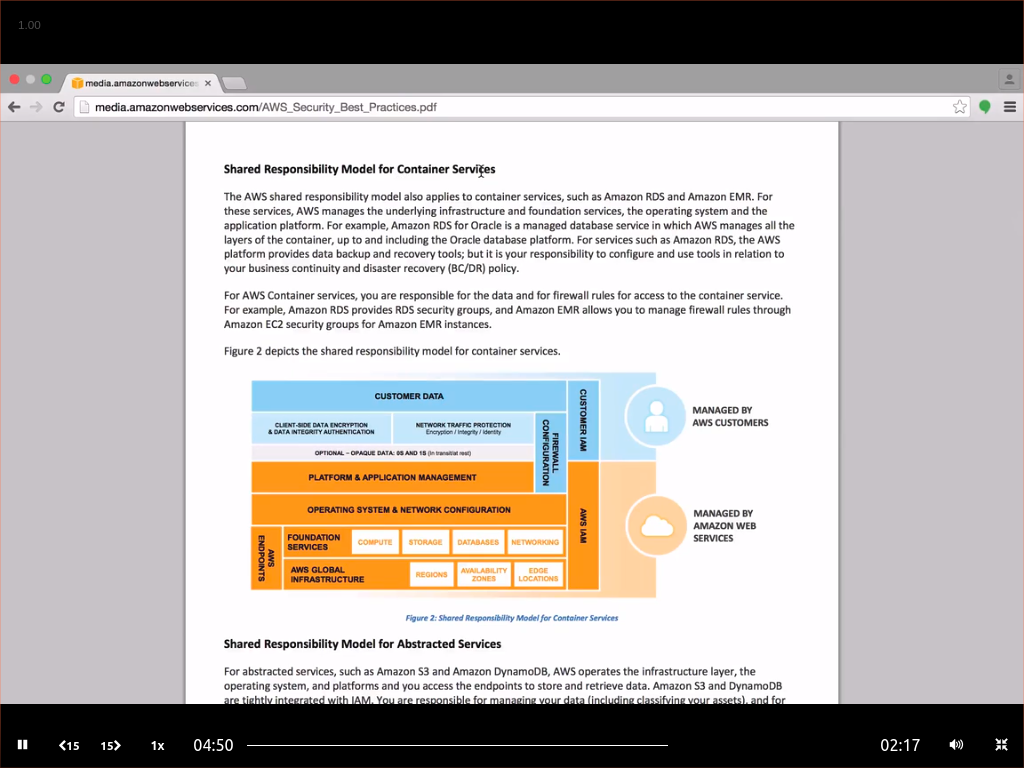 1.00
media.amazonwebservices
media.amazonwebservices.com/AWS_Security_Best_Practices.pdf
Shared Responsibility Model for Container Services
The AWS shared responsibility model also applies to container services, such as Amazon RDS and Amazon EMR. For
these services, AWS manages the underlying infrastructure and foundation services, the operating system and the
application platform. For example, Amazon RDS for Oracle is a managed database service in which AWS manages all the
layers of the container, up to and including the Oracle database platform. For services such as Amazon RDS, the AWS
platform provides data backup and recovery tools; but it is your responsibility to configure and use tools in relation to
your business continuity and disaster recovery (BC/DR) policy.
For AWS Container services, you are responsible for the data and for firewall rules for access to the container service.
For example, Amazon RDS provides RDS security groups, and Amazon EMR allows you to manage firewall rules through
Amazon EC2 security groups for Amazon EMR instances.
Figure 2 depicts the shared responsibility model for container services.
CUSTOMER DATA
CLIENT-SIDE DATA ENCRYPTION
& DATA INTEGRITY AUTHENTICATION
NETWORK TRAFFIC PROTECTION
Encryption / Integrity / Identity
OPTIONAL – OPAQUE DATA: 0S AND 1S (in transit/at rest)
FIREWALL
CONFIGURATION
CUSTOMER IAM
MANAGED BY
AWS CUSTOMERS
PLATFORM & APPLICATION MANAGEMENT
OPERATING SYSTEM & NETWORK CONFIGURATION
AWS
ENDPOINTS
FOUNDATION
SERVICES
COMPUTE
STORAGE
DATABASES
NETWORKING
AWS GLOBAL
INFRASTRUCTURE
REGIONS
AVAILABILITY
ZONES
EDGE
LOCATIONS
AWS IAM
MANAGED BY
AMAZON WEB
SERVICES
Figure 2: Shared Responsibility Model for Container Services
Shared Responsibility Model for Abstracted Services
For abstracted services, such as Amazon S3 and Amazon DynamoDB, AWS operates the infrastructure layer, the
operating system, and platforms and you access the endpoints to store and retrieve data. Amazon S3 and DynamoDB
are tightly integrated with IAM. You are responsible for managing your data (including classifying your assets), and for
15
15
1x
04:50
02:17